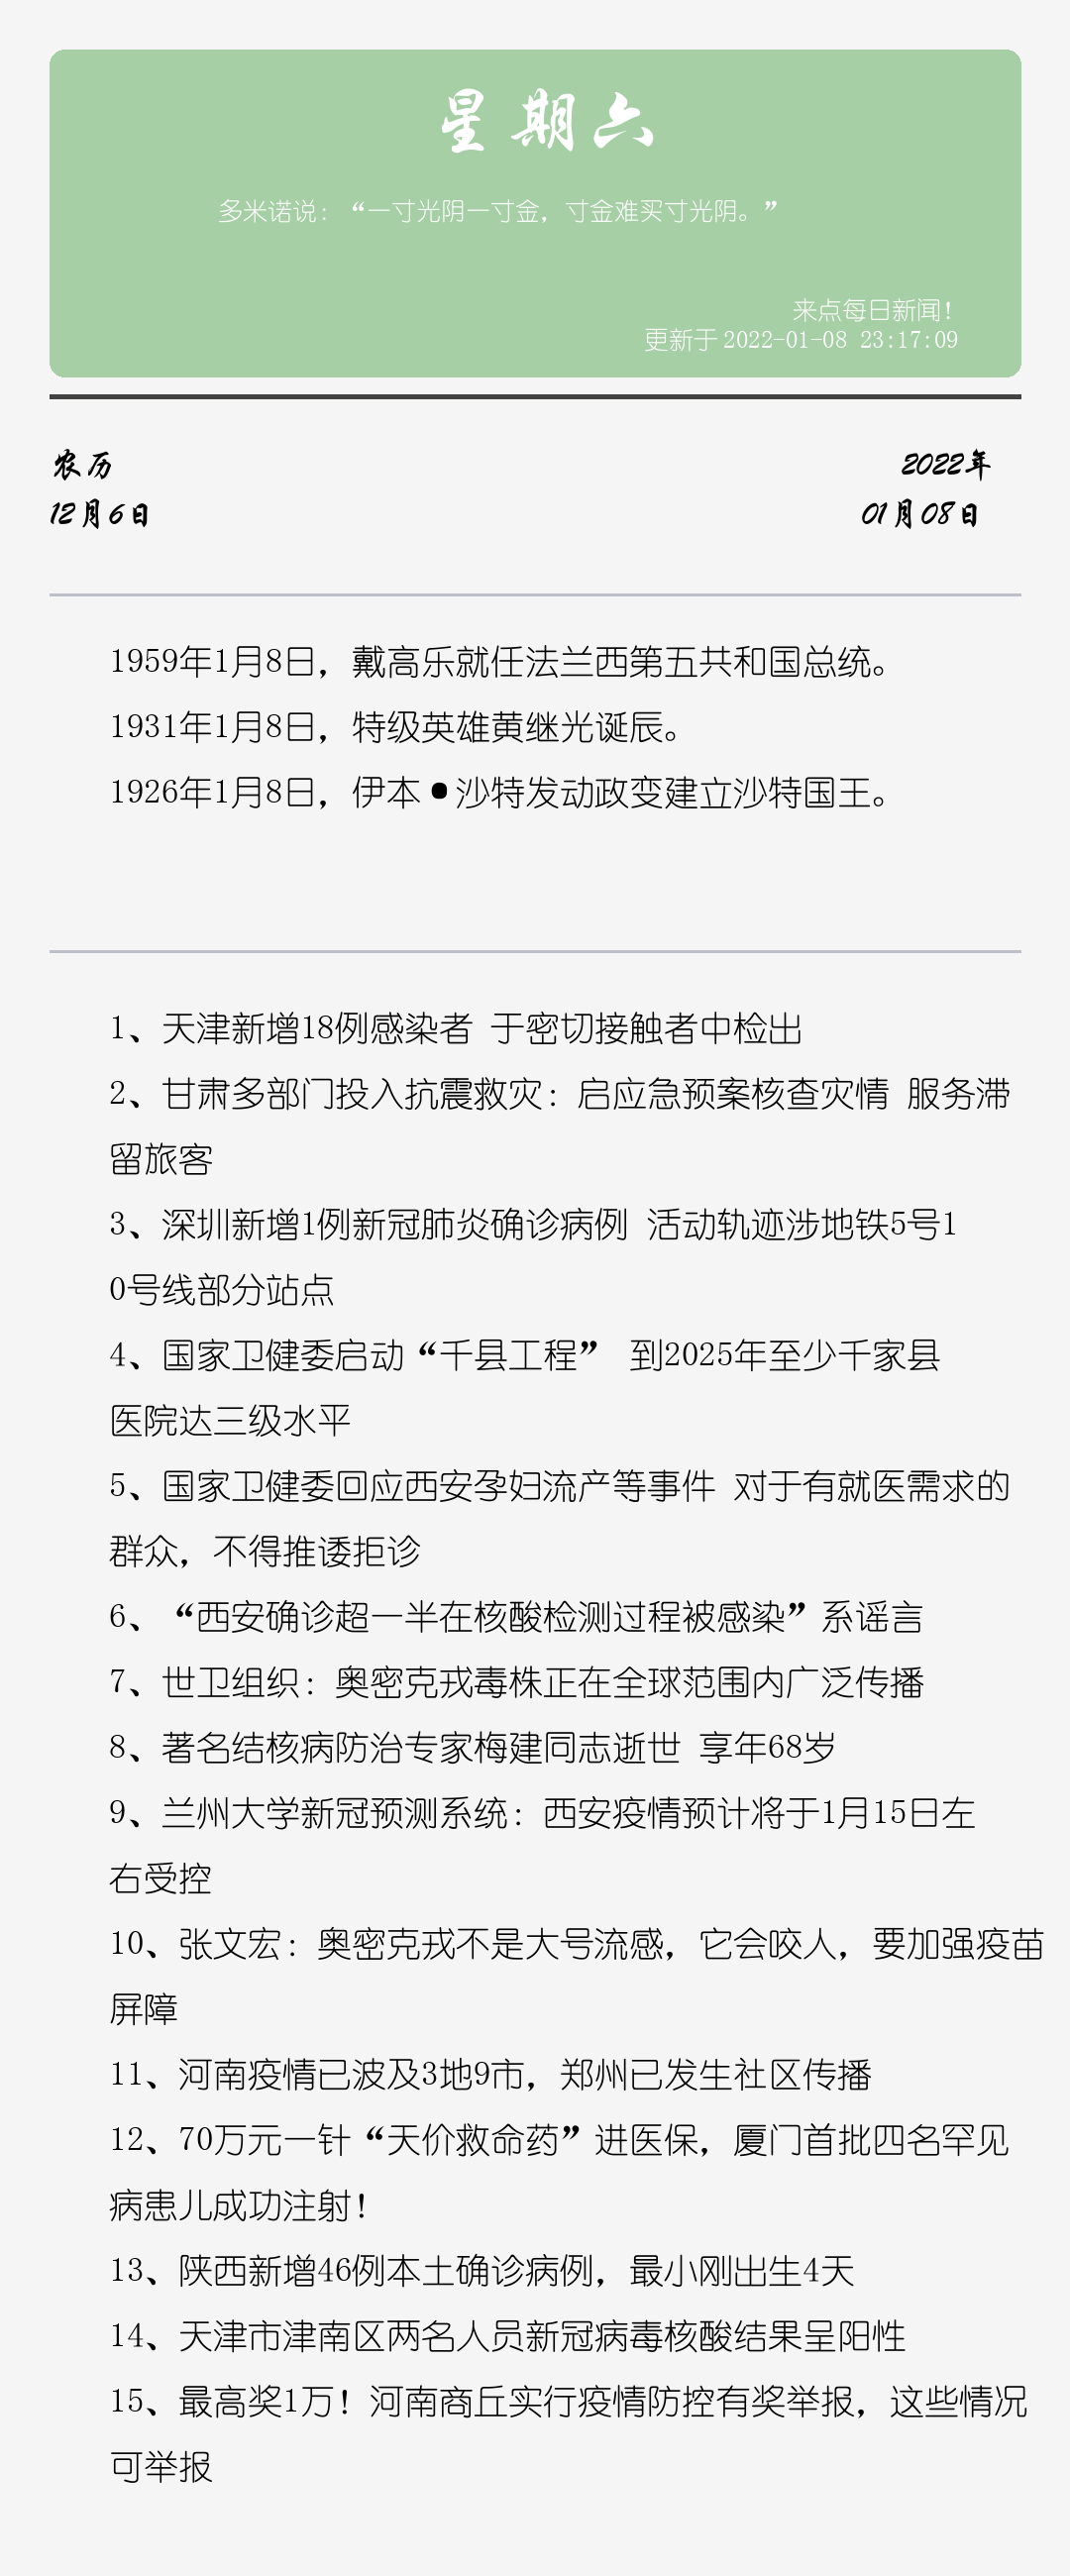 星期六
多米诺说：“一寸光阴一寸金，寸金难买寸光阴。”
来点每日新闻！
更新于 2022-01-08 23:17:09
农历
2022年
12月6日
01月08日
1959年1月8日，戴高乐就任法兰西第五共和国总统。
1931年1月8日，特级英雄黄继光诞辰。
1926年1月8日，伊本•沙特发动政变建立沙特国王。
1、天津新增18例感染者 于密切接触者中检出
2、甘肃多部门投入抗震救灾：启应急预案核查灾情 服务滞
留旅客
3、深圳新增1例新冠肺炎确诊病例 活动轨迹涉地铁5号1
0号线部分站点
4、国家卫健委启动“千县工程” 到2025年至少千家县
医院达三级水平
5、国家卫健委回应西安孕妇流产等事件 对于有就医需求的
群众，不得推诿拒诊
6、“西安确诊超一半在核酸检测过程被感染”系谣言
7、世卫组织：奥密克戎毒株正在全球范围内广泛传播
8、著名结核病防治专家梅建同志逝世 享年68岁
9、兰州大学新冠预测系统：西安疫情预计将于1月15日左
右受控
10、张文宏：奥密克戎不是大号流感，它会咬人，要加强疫苗
屏障
11、河南疫情已波及3地9市，郑州已发生社区传播
12、70万元一针“天价救命药”进医保，厦门首批四名罕见
病患儿成功注射！
13、陕西新增46例本土确诊病例，最小刚出生4天
14、天津市津南区两名人员新冠病毒核酸结果呈阳性
15、最高奖1万！河南商丘实行疫情防控有奖举报，这些情况
可举报